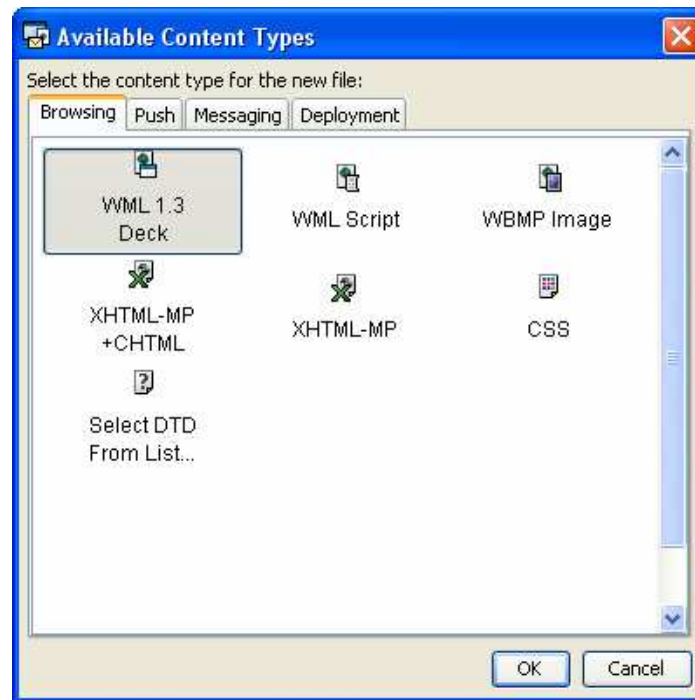 Available Content Types
Select the content type for the new file:
Browsing Push Messaging Deployment
WML 1.3
Deck
WML Script
WBMP Image
XHTML-MP
+CHTML
XHTML-MP
CSS
Select DTD
From List...
OK Cancel